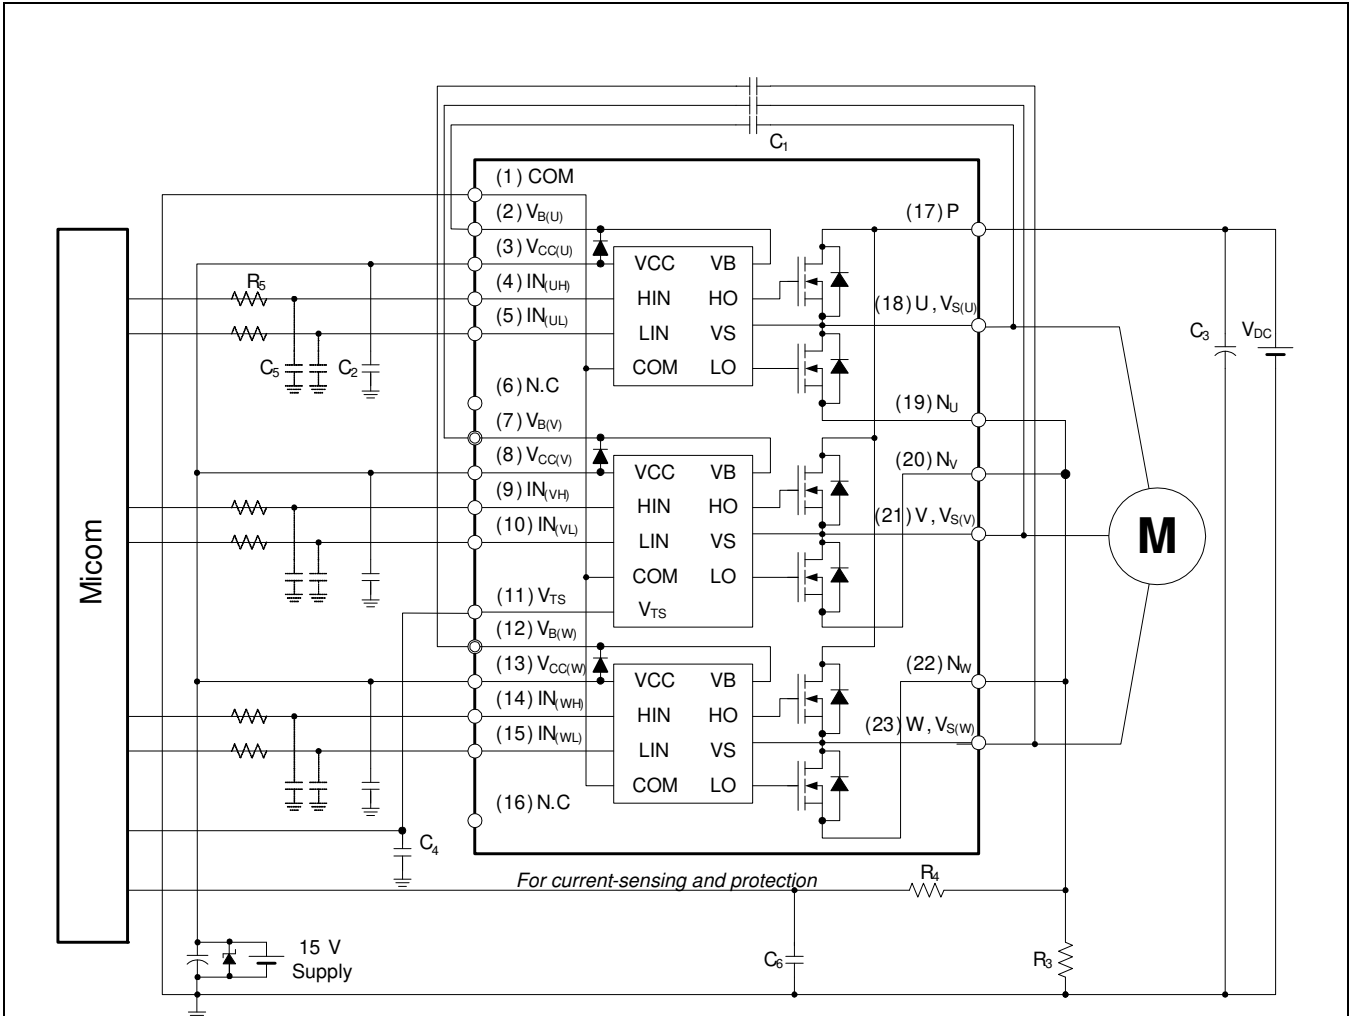 C1
(1) COM
(2) VB(U)
(3) VCC(U)
(4) IN(UH)
(5) IN(UL)
(6) N.C
(7) VB(V)
(8) VCC(V)
(9) IN(VH)
(10) IN(VL)
(11) VTS
(12) VB(W)
(13) VCC(W)
(14) IN(WH)
(15) IN(WL)
(16) N.C
VCC VB
HIN HO
LIN VS
COM LO
VCC VB
HIN HO
LIN VS
COM LO
VTS
VCC VB
HIN HO
LIN VS
COM LO
(17) P
(18) U, VS(U)
(19) NU
(20) NV
(21) V, VS(V)
(22) NW
(23) W, VS(W)
R5
C5
C2
Micom
C4
C3
VDC
M
For current-sensing and protection
R4
C6
R3
15 V
Supply